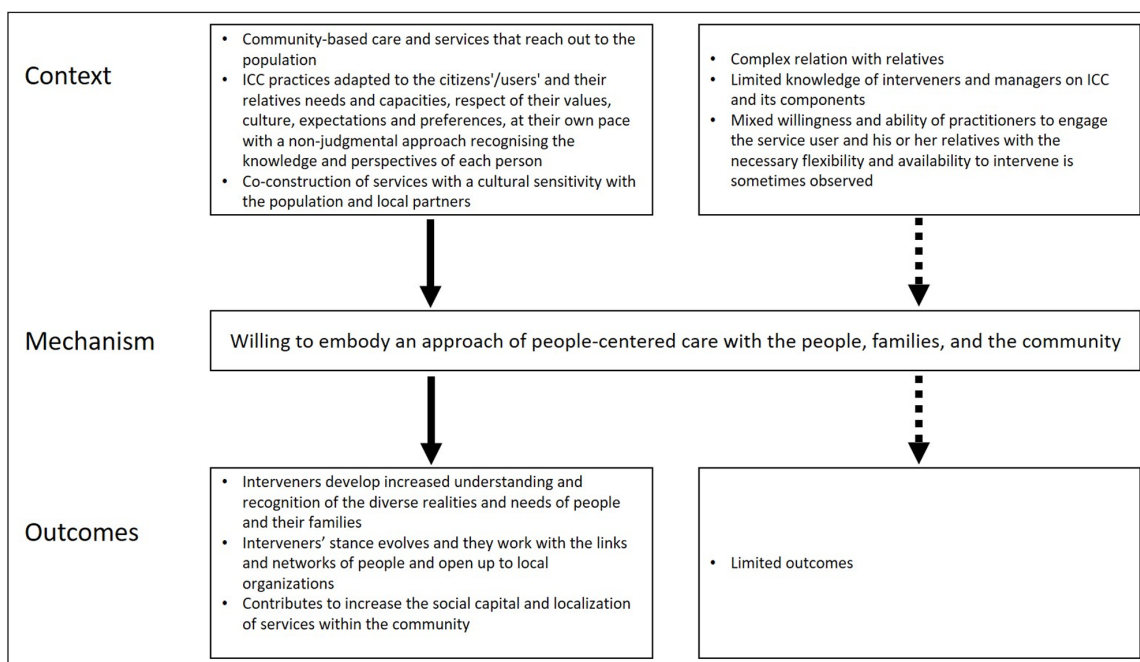 Context
• Community-based care and services that reach out to the
population
• ICC practices adapted to the citizens'/users' and their
relatives needs and capacities, respect of their values,
culture, expectations and preferences, at their own pace
with a non-judgmental approach recognising the
knowledge and perspectives of each person
• Co-construction of services with a cultural sensitivity with
the population and local partners
• Complex relation with relatives
• Limited knowledge of interveners and managers on ICC
and its components
• Mixed willingness and ability of practitioners to engage
the service user and his or her relatives with the
necessary flexibility and availability to intervene is
sometimes observed
Mechanism
Willing to embody an approach of people-centered care with the people, families, and the community
Outcomes
• Interveners develop increased understanding and
recognition of the diverse realities and needs of people
and their families
• Interveners’ stance evolves and they work with the links
and networks of people and open up to local
organizations
• Contributes to increase the social capital and localization
of services within the community
• Limited outcomes